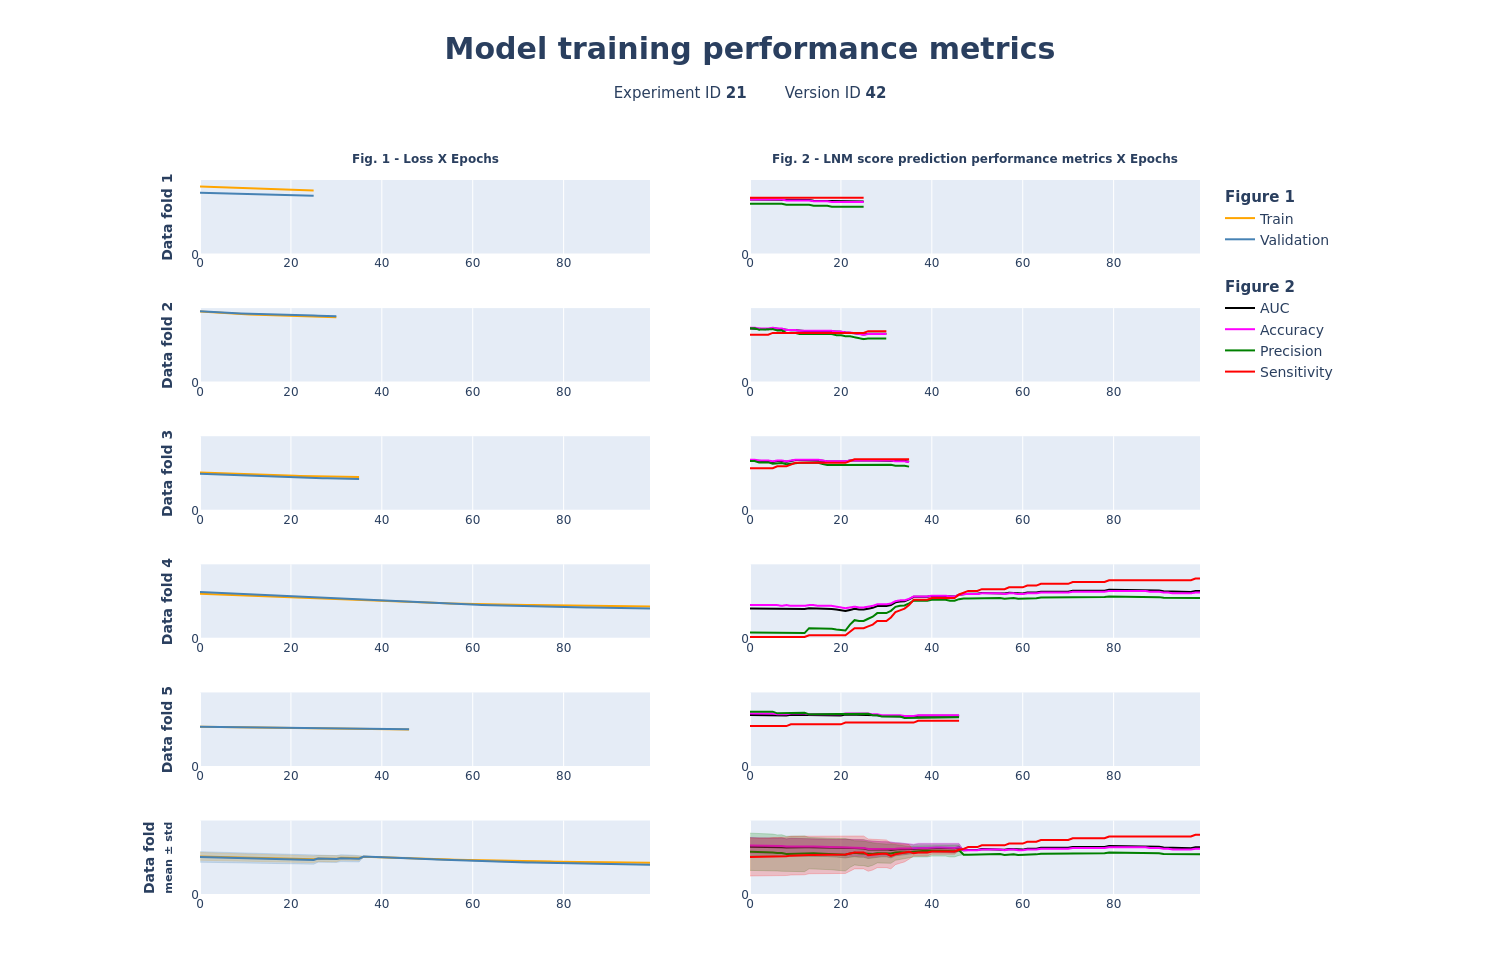 Model training performance metrics
Experiment ID 21 Version ID 42
Fig. 1 - Loss X Epochs
Fig. 2 - LNM score prediction performance metrics X Epochs
Data fold 1
0
0 20 40 60 80
0
0 20 40 60 80
Figure 1
Train
Validation
Figure 2
AUC
Accuracy
Precision
Sensitivity
Data fold 2
0
0 20 40 60 80
0
0 20 40 60 80
Data fold 3
0
0 20 40 60 80
0
0 20 40 60 80
Data fold 4
0
0 20 40 60 80
0
0 20 40 60 80
Data fold 5
0
0 20 40 60 80
0
0 20 40 60 80
Data fold
mean ± std
0
0 20 40 60 80
0
0 20 40 60 80